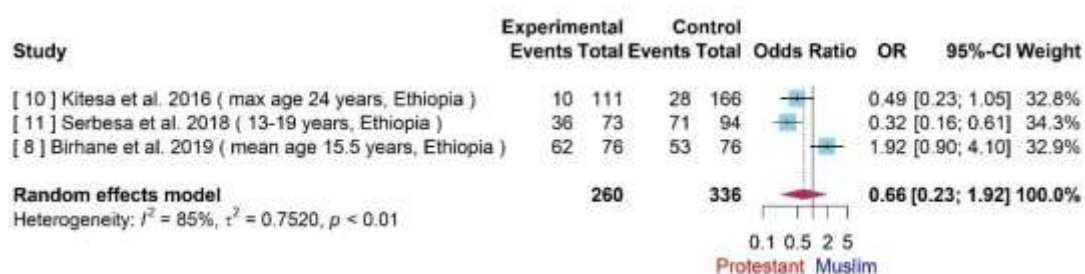 Experimental Control
Study Events Total Events Total Odds Ratio OR 95%-CI Weight
[ 10 ] Kitesa et al. 2016 ( max age 24 years, Ethiopia ) 10 111 28 166 0.49 [0.23; 1.05] 32.8%
[ 11 ] Serbesa et al. 2018 ( 13-19 years, Ethiopia ) 36 73 71 94 0.32 [0.16; 0.61] 34.3%
[ 8 ] Birhane et al. 2019 ( mean age 15.5 years, Ethiopia ) 62 76 53 76 1.92 [0.90; 4.10] 32.9%
Random effects model 260 336 0.66 [0.23; 1.92] 100.0%
Heterogeneity: I² = 85%, τ² = 0.7520, p < 0.01
0.1 0.5 2 5
Protestant Muslim